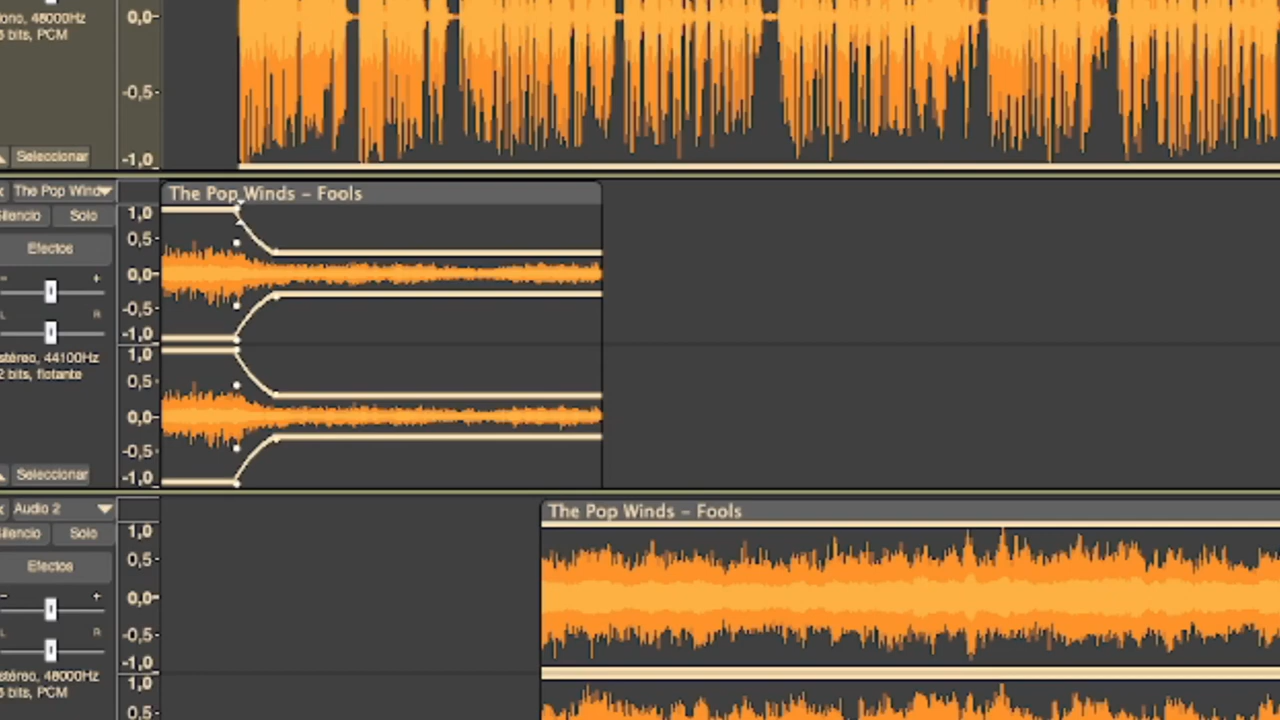 ono, 48000Hz
bits, PCM
0,0-
-0,5-
-1,0
Seleccionar
The Pop Wind
The Pop Winds – Fools
ilencio Solo
Efectos
- +
L R
stéreo, 44100Hz
2 bits, flotante
1,0
0,5-
0,0-
-0,5-
-1,0
1,0
0,5-
0,0-
-0,5-
-1,0
Seleccionar
Audio 2
The Pop Winds – Fools
ilencio Solo
Efectos
- +
L R
stéreo, 48000Hz
bits, PCM
1,0
0,5-
0,0-
-0,5-
-1,0
1,0
0,5-